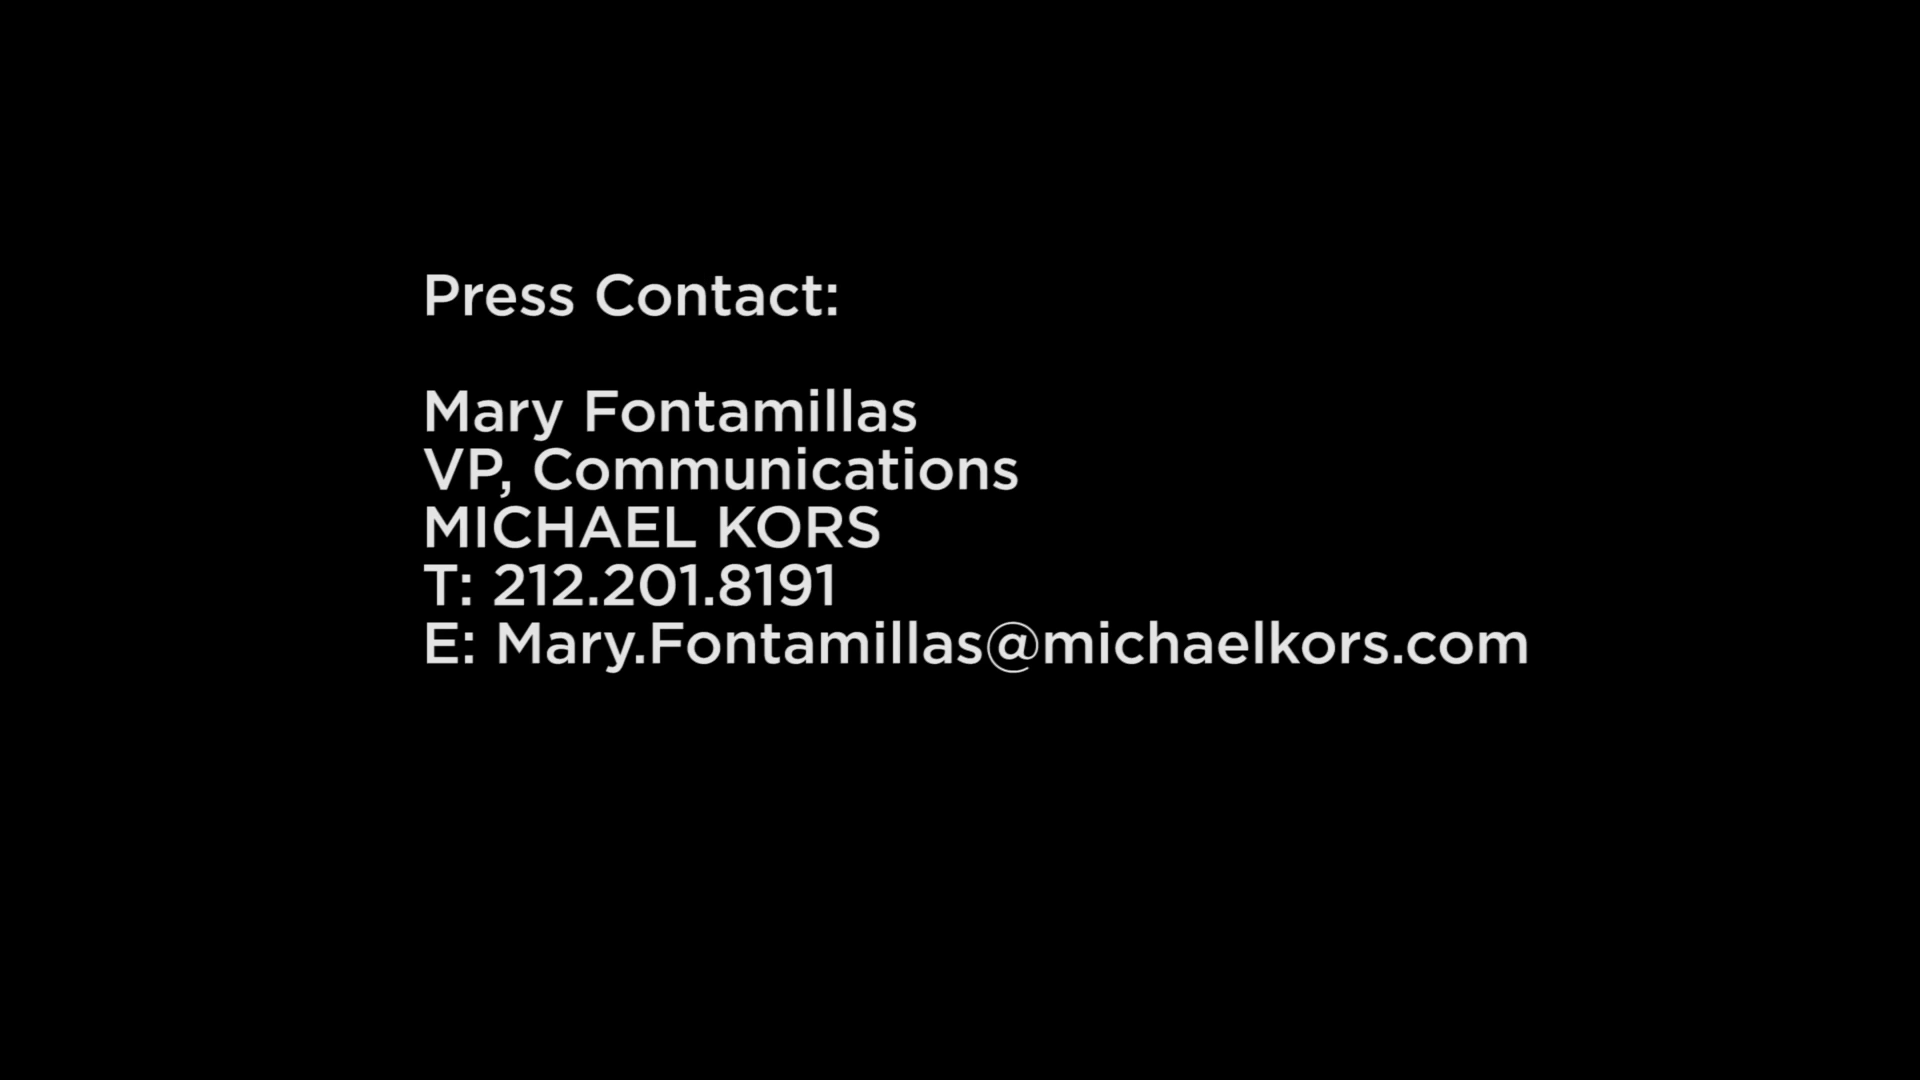 Press Contact:
Mary Fontamillas
VP, Communications
MICHAEL KORS
T: 212.201.8191
E: Mary.Fontamillas@michaelkors.com